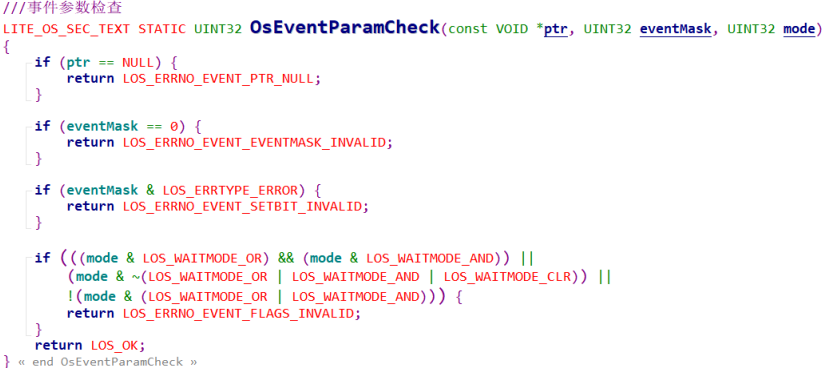 ///事件参数检查
LITE_OS_SEC_TEXT STATIC UINT32 OsEventParamCheck(const VOID *ptr, UINT32 eventMask, UINT32 mode)
{
    if (ptr == NULL) {
        return LOS_ERRNO_EVENT_PTR_NULL;
    }

    if (eventMask == 0) {
        return LOS_ERRNO_EVENT_EVENTMASK_INVALID;
    }

    if (eventMask & LOS_ERRTYPE_ERROR) {
        return LOS_ERRNO_EVENT_SETBIT_INVALID;
    }

    if (((mode & LOS_WAITMODE_OR) && (mode & LOS_WAITMODE_AND)) ||
        (mode & ~(LOS_WAITMODE_OR | LOS_WAITMODE_AND | LOS_WAITMODE_CLR)) ||
        !(mode & (LOS_WAITMODE_OR | LOS_WAITMODE_AND))) {
        return LOS_ERRNO_EVENT_FLAGS_INVALID;
    }
    return LOS_OK;
} « end OsEventParamCheck »